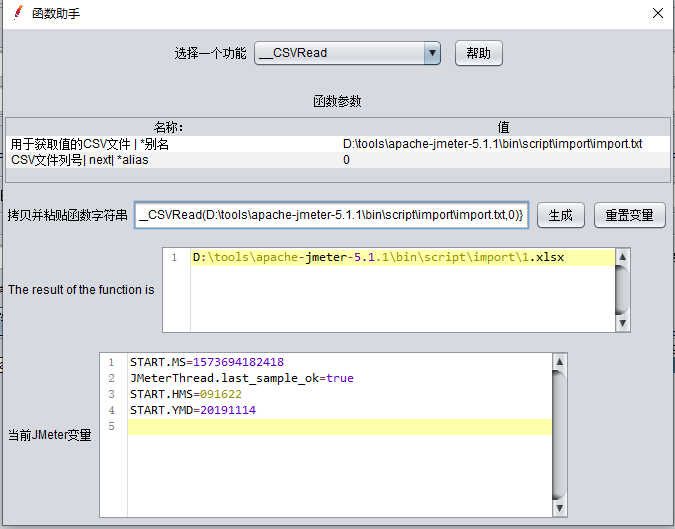 函数助手
选择一个功能 __CSVRead 帮助
函数参数
名称: 值
用于获取值的CSV文件 | *别名 D:\tools\apache-jmeter-5.1.1\bin\script\import\import.txt
CSV文件列号| next| *alias 0
拷贝并粘贴函数字符串 __CSVRead(D:\tools\apache-jmeter-5.1.1\bin\script\import\import.txt,0)} 生成 重置变量
The result of the function is
1 D:\tools\apache-jmeter-5.1.1\bin\script\import\1.xlsx
当前JMeter变量
1 START.MS=1573694182418
2 JMeterThread.last_sample_ok=true
3 START.HMS=091622
4 START.YMD=20191114
5